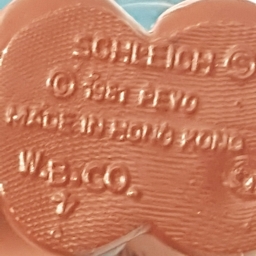 SCHLEICH S
© 1981 PEYO
MADE IN HONG KONG
W.B.CO.